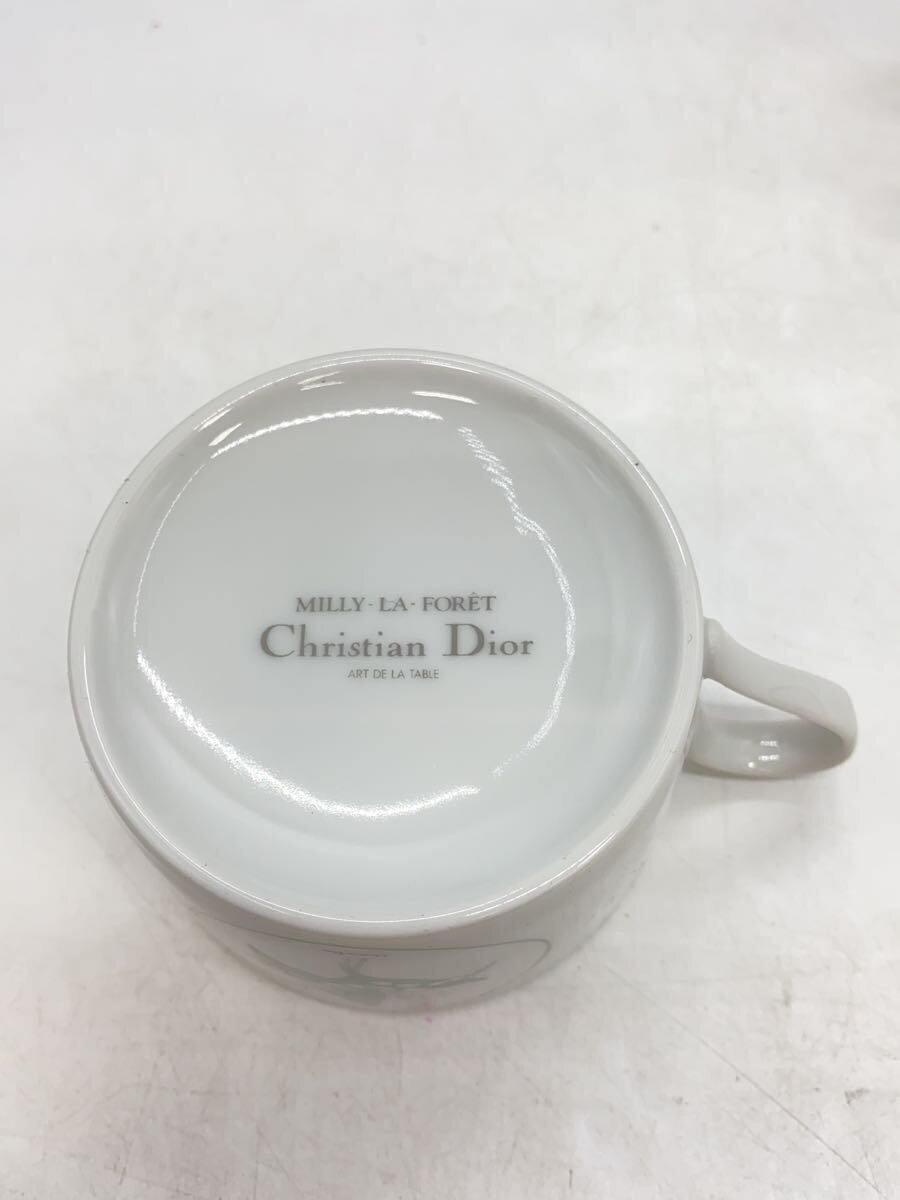 MILLY-LA-FORÊT
Christian Dior
ART DE LA TABLE